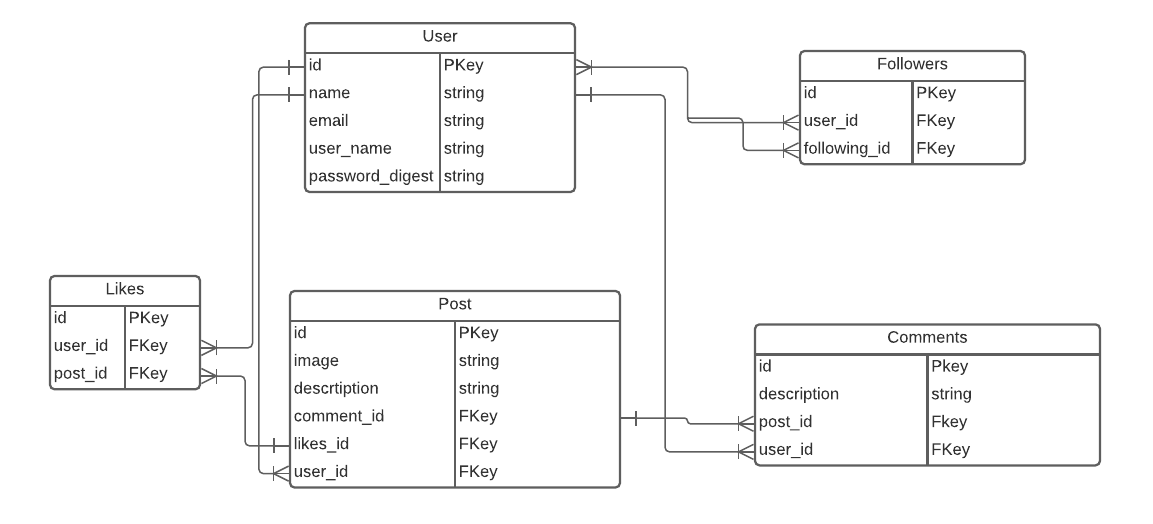 User
id PKey
name string
email string
user_name string
password_digest string
Followers
id PKey
user_id FKey
following_id FKey
Likes
id PKey
user_id FKey
post_id FKey
Post
id PKey
image string
descrtiption string
comment_id FKey
likes_id FKey
user_id FKey
Comments
id Pkey
description string
post_id Fkey
user_id FKey